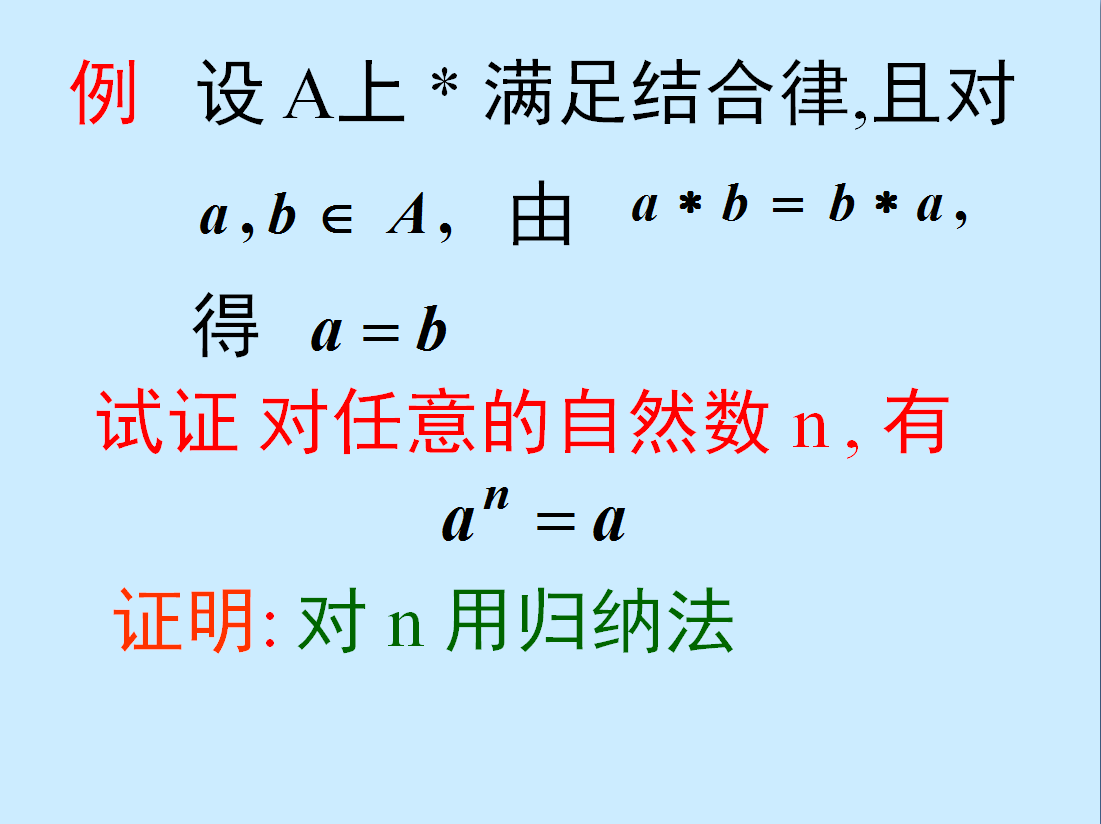 例 设 A上 * 满足结合律,且对
a , b ∈ A , 由 a * b = b * a ,
得 a = b
试证 对任意的自然数 n , 有
aⁿ = a
证明: 对 n 用归纳法